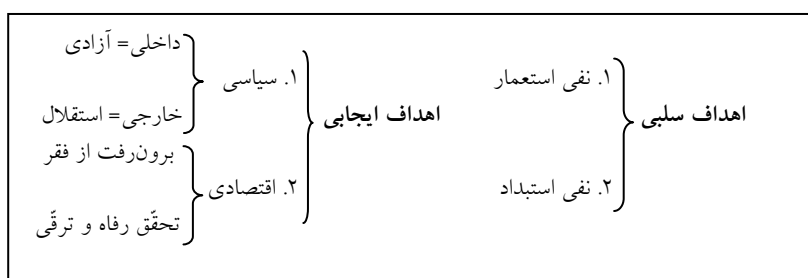 اهداف سلبی
۱. نفی استعمار
۲. نفی استبداد
اهداف ایجابی
۱. سیاسی
داخلی= آزادی
خارجی= استقلال
۲. اقتصادی
برون‌رفت از فقر
تحقّق رفاه و ترقّی